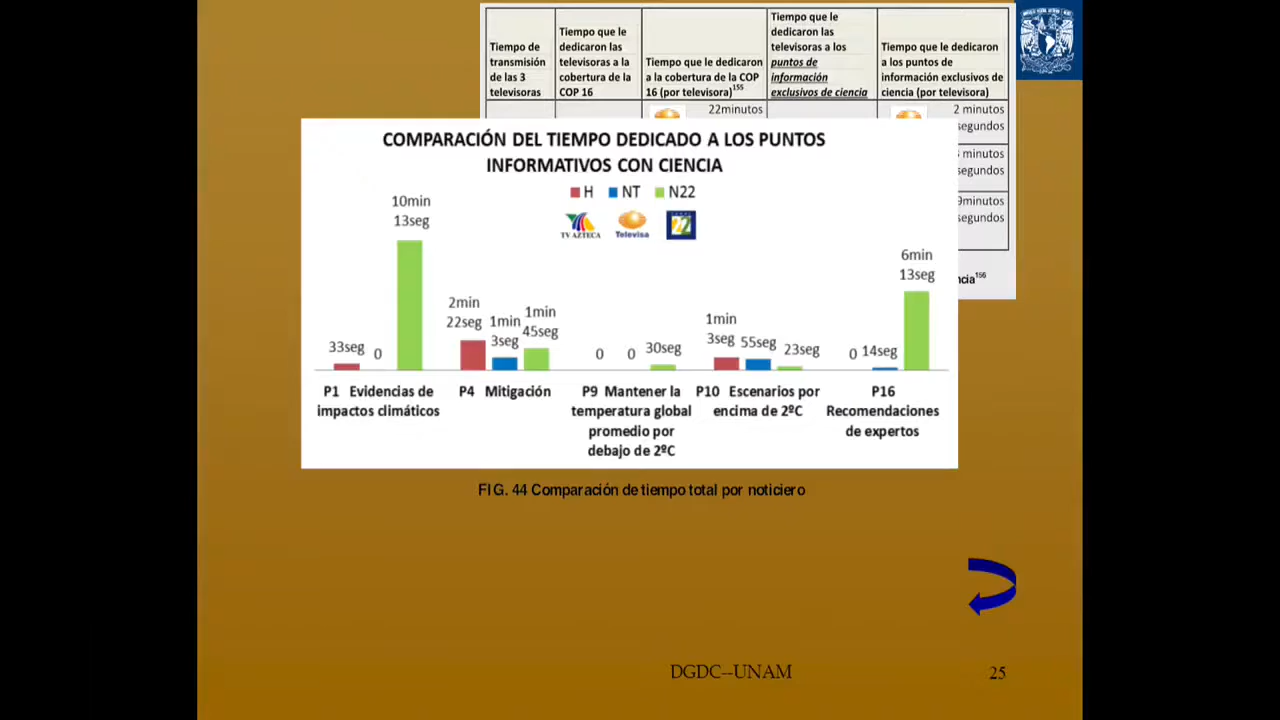 Tiempo de
transmisión
de las 3
televisoras
Tiempo que le
dedicaron las
televisoras a la
cobertura de la
COP 16
Tiempo que le dedicaron
a la cobertura de la COP
16 (por televisora)155
Tiempo que le
dedicaron las
televisoras a los
puntos de
información
exclusivos de ciencia
Tiempo que le dedicaron
a los puntos de
información exclusivos de
ciencia (por televisora)
22minutos
2 minutos
segundos
minutos
segundos
9minutos
segundos
ncia156
COMPARACIÓN DEL TIEMPO DEDICADO A LOS PUNTOS
INFORMATIVOS CON CIENCIA
H NT N22
TV AZTECA Televisa 22
33seg
0
10min
13seg
2min
22seg
1min
3seg
1min
45seg
0
0
30seg
1min
3seg
55seg
23seg
0
14seg
6min
13seg
P1 Evidencias de
impactos climáticos
P4 Mitigación
P9 Mantener la
temperatura global
promedio por
debajo de 2ºC
P10 Escenarios por
encima de 2ºC
P16
Recomendaciones
de expertos
FIG. 44 Comparación de tiempo total por noticiero
DGDC--UNAM
25